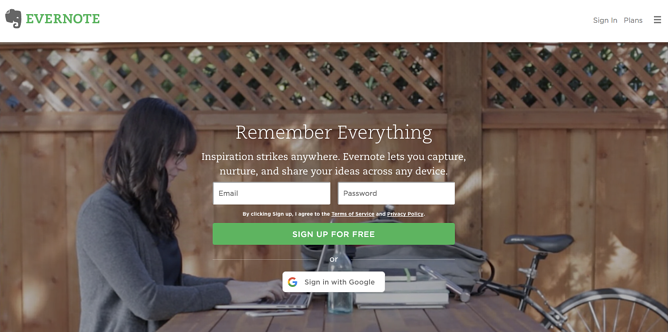 EVERNOTE
Sign In Plans
Remember Everything
Inspiration strikes anywhere. Evernote lets you capture,
nurture, and share your ideas across any device.
Email Password
By clicking Sign up, I agree to the Terms of Service and Privacy Policy.
SIGN UP FOR FREE
or
Sign in with Google